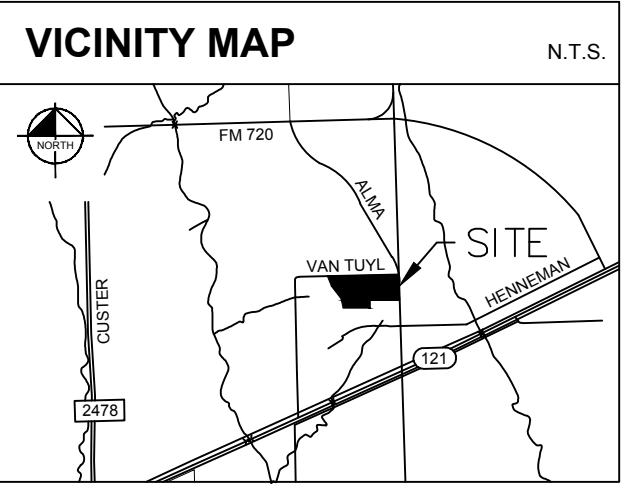 VICINITY MAP
N.T.S.
NORTH
FM 720
ALMA
SITE
VAN TUYL
HENNEMAN
CUSTER
121
2478